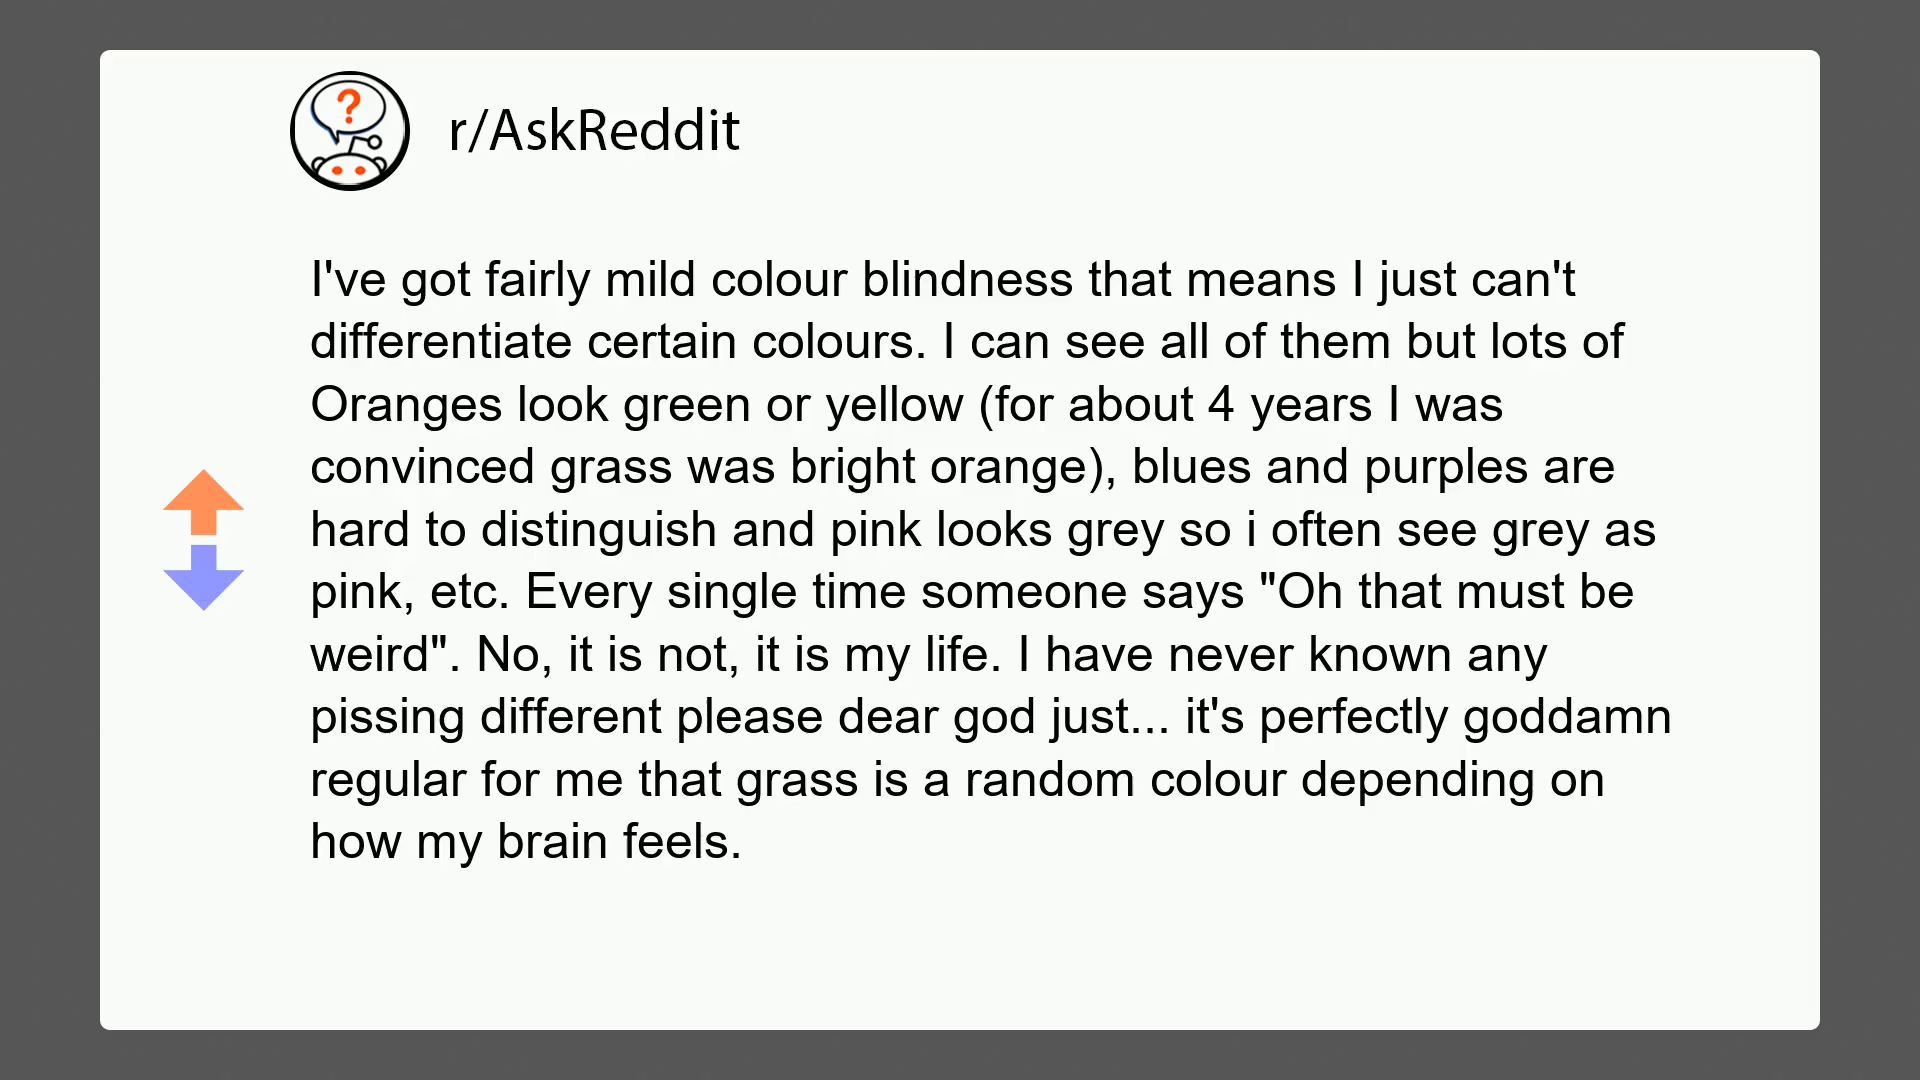 ?
r/AskReddit
I've got fairly mild colour blindness that means I just can't
differentiate certain colours. I can see all of them but lots of
Oranges look green or yellow (for about 4 years I was
convinced grass was bright orange), blues and purples are
hard to distinguish and pink looks grey so i often see grey as
pink, etc. Every single time someone says "Oh that must be
weird". No, it is not, it is my life. I have never known any
pissing different please dear god just... it's perfectly goddamn
regular for me that grass is a random colour depending on
how my brain feels.